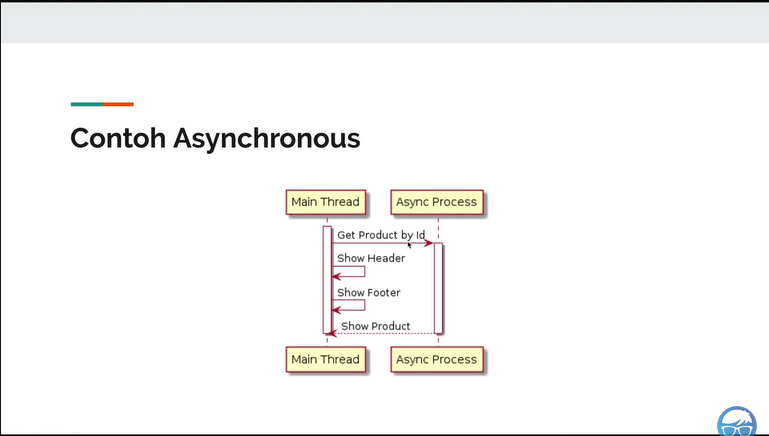 Contoh Asynchronous
Main Thread
Async Process
Get Product by Id
Show Header
Show Footer
Show Product
Main Thread
Async Process